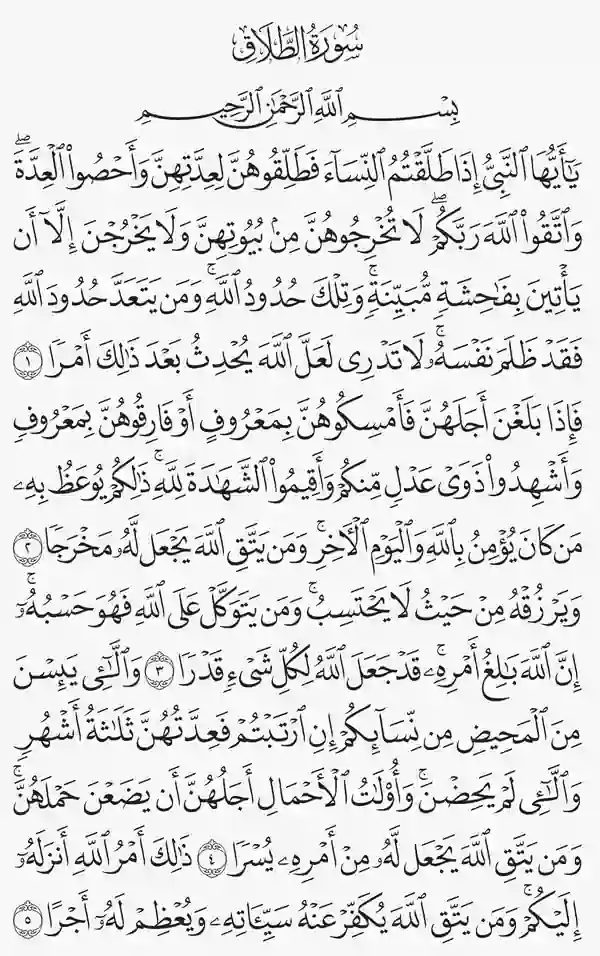 سُورَةُ الطَّلَاقِ
بِسْمِ ٱللَّهِ ٱلرَّحْمَٰنِ ٱلرَّحِيمِ
يَٰٓأَيُّهَا ٱلنَّبِىُّ إِذَا طَلَّقْتُمُ ٱلنِّسَآءَ فَطَلِّقُوهُنَّ لِعِدَّتِهِنَّ وَأَحْصُوا۟ ٱلْعِدَّةَ ۖ
وَٱتَّقُوا۟ ٱللَّهَ رَبَّكُمْ ۖ لَا تُخْرِجُوهُنَّ مِنۢ بُيُوتِهِنَّ وَلَا يَخْرُجْنَ إِلَّآ أَن
يَأْتِينَ بِفَٰحِشَةٍ مُّبَيِّنَةٍ ۚ وَتِلْكَ حُدُودُ ٱللَّهِ ۚ وَمَن يَتَعَدَّ حُدُودَ ٱللَّهِ
فَقَدْ ظَلَمَ نَفْسَهُۥ ۚ لَا تَدْرِى لَعَلَّ ٱللَّهَ يُحْدِثُ بَعْدَ ذَٰلِكَ أَمْرًا ١
فَإِذَا بَلَغْنَ أَجَلَهُنَّ فَأَمْسِكُوهُنَّ بِمَعْرُوفٍ أَوْ فَارِقُوهُنَّ بِمَعْرُوفٍ
وَأَشْهِدُوا۟ ذَوَىْ عَدْلٍ مِّنكُمْ وَأَقِيمُوا۟ ٱلشَّهَٰدَةَ لِلَّهِ ۚ ذَٰلِكُمْ يُوعَظُ بِهِۦ
مَن كَانَ يُؤْمِنُ بِٱللَّهِ وَٱلْيَوْمِ ٱلْءَاخِرِ ۚ وَمَن يَتَّقِ ٱللَّهَ يَجْعَل لَّهُۥ مَخْرَجًا ٢
وَيَرْزُقْهُ مِنْ حَيْثُ لَا يَحْتَسِبُ ۚ وَمَن يَتَوَكَّلْ عَلَى ٱللَّهِ فَهُوَ حَسْبُهُۥٓ ۚ
إِنَّ ٱللَّهَ بَٰلِغُ أَمْرِهِۦ ۚ قَدْ جَعَلَ ٱللَّهُ لِكُلِّ شَىْءٍ قَدْرًا ٣ وَٱلَّٰٓـِٔى يَئِسْنَ
مِنَ ٱلْمَحِيضِ مِن نِّسَآئِكُمْ إِنِ ٱرْتَبْتُمْ فَعِدَّتُهُنَّ ثَلَٰثَةُ أَشْهُرٍ
وَٱلَّٰٓـِٔى لَمْ يَحِضْنَ ۚ وَأُو۟لَٰتُ ٱلْأَحْمَالِ أَجَلُهُنَّ أَن يَضَعْنَ حَمْلَهُنَّ ۚ
وَمَن يَتَّقِ ٱللَّهَ يَجْعَل لَّهُۥ مِنْ أَمْرِهِۦ يُسْرًا ٤ ذَٰلِكَ أَمْرُ ٱللَّهِ أَنزَلَهُۥٓ
إِلَيْكُمْ ۚ وَمَن يَتَّقِ ٱللَّهَ يُكَفِّرْ عَنْهُ سَيِّـَٔاتِهِۦ وَيُعْظِمْ لَهُۥٓ أَجْرًا ٥